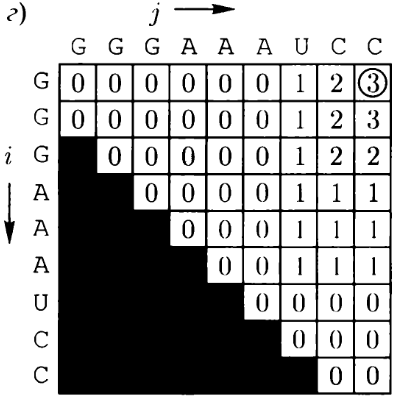 г) j
G G G A A A U C C
G 0 0 0 0 0 0 1 2 3
G 0 0 0 0 0 0 1 2 3
i G 0 0 0 0 0 1 2 2
A 0 0 0 0 1 1 1
A 0 0 0 1 1 1
A 0 0 1 1 1
U 0 0 0 0
C 0 0 0
C 0 0